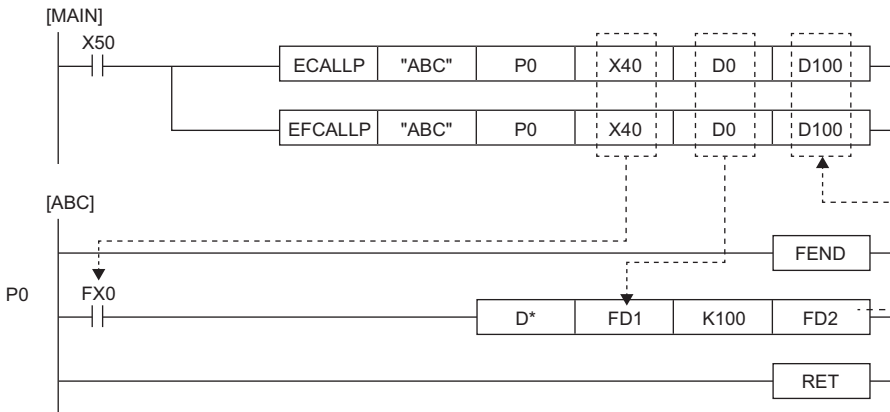 [MAIN]
X50
ECALLP "ABC" P0 X40 D0 D100
EFCALLP "ABC" P0 X40 D0 D100
[ABC]
FEND
P0 FX0
D* FD1 K100 FD2
RET